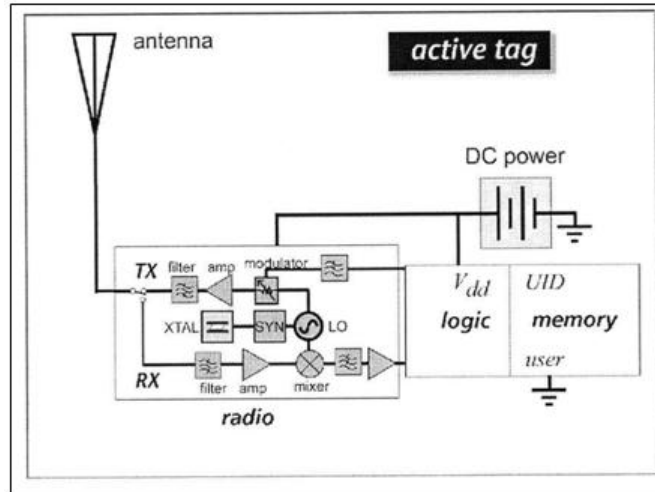 antenna
active tag
DC power
TX
filter
amp
modulator
XTAL
SYN
LO
RX
filter
amp
mixer
radio
Vdd
logic
UID
memory
user